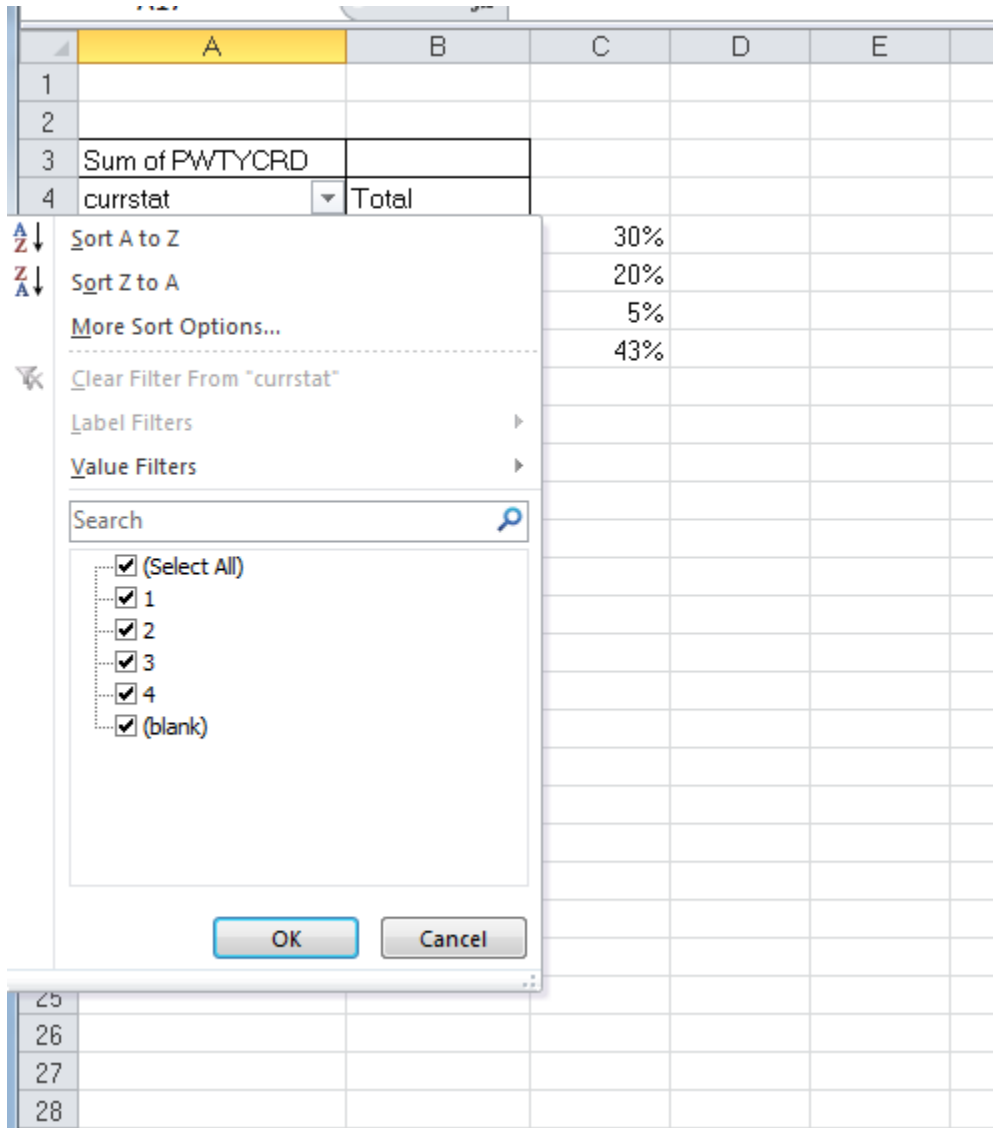 A B C D E
1
2
3 Sum of PWTYCRD
4 currstat Total
Sort A to Z 30%
Sort Z to A 20%
More Sort Options... 5%
43%
Clear Filter From "currstat"
Label Filters
Value Filters
Search
(Select All)
1
2
3
4
(blank)
OK Cancel
25
26
27
28